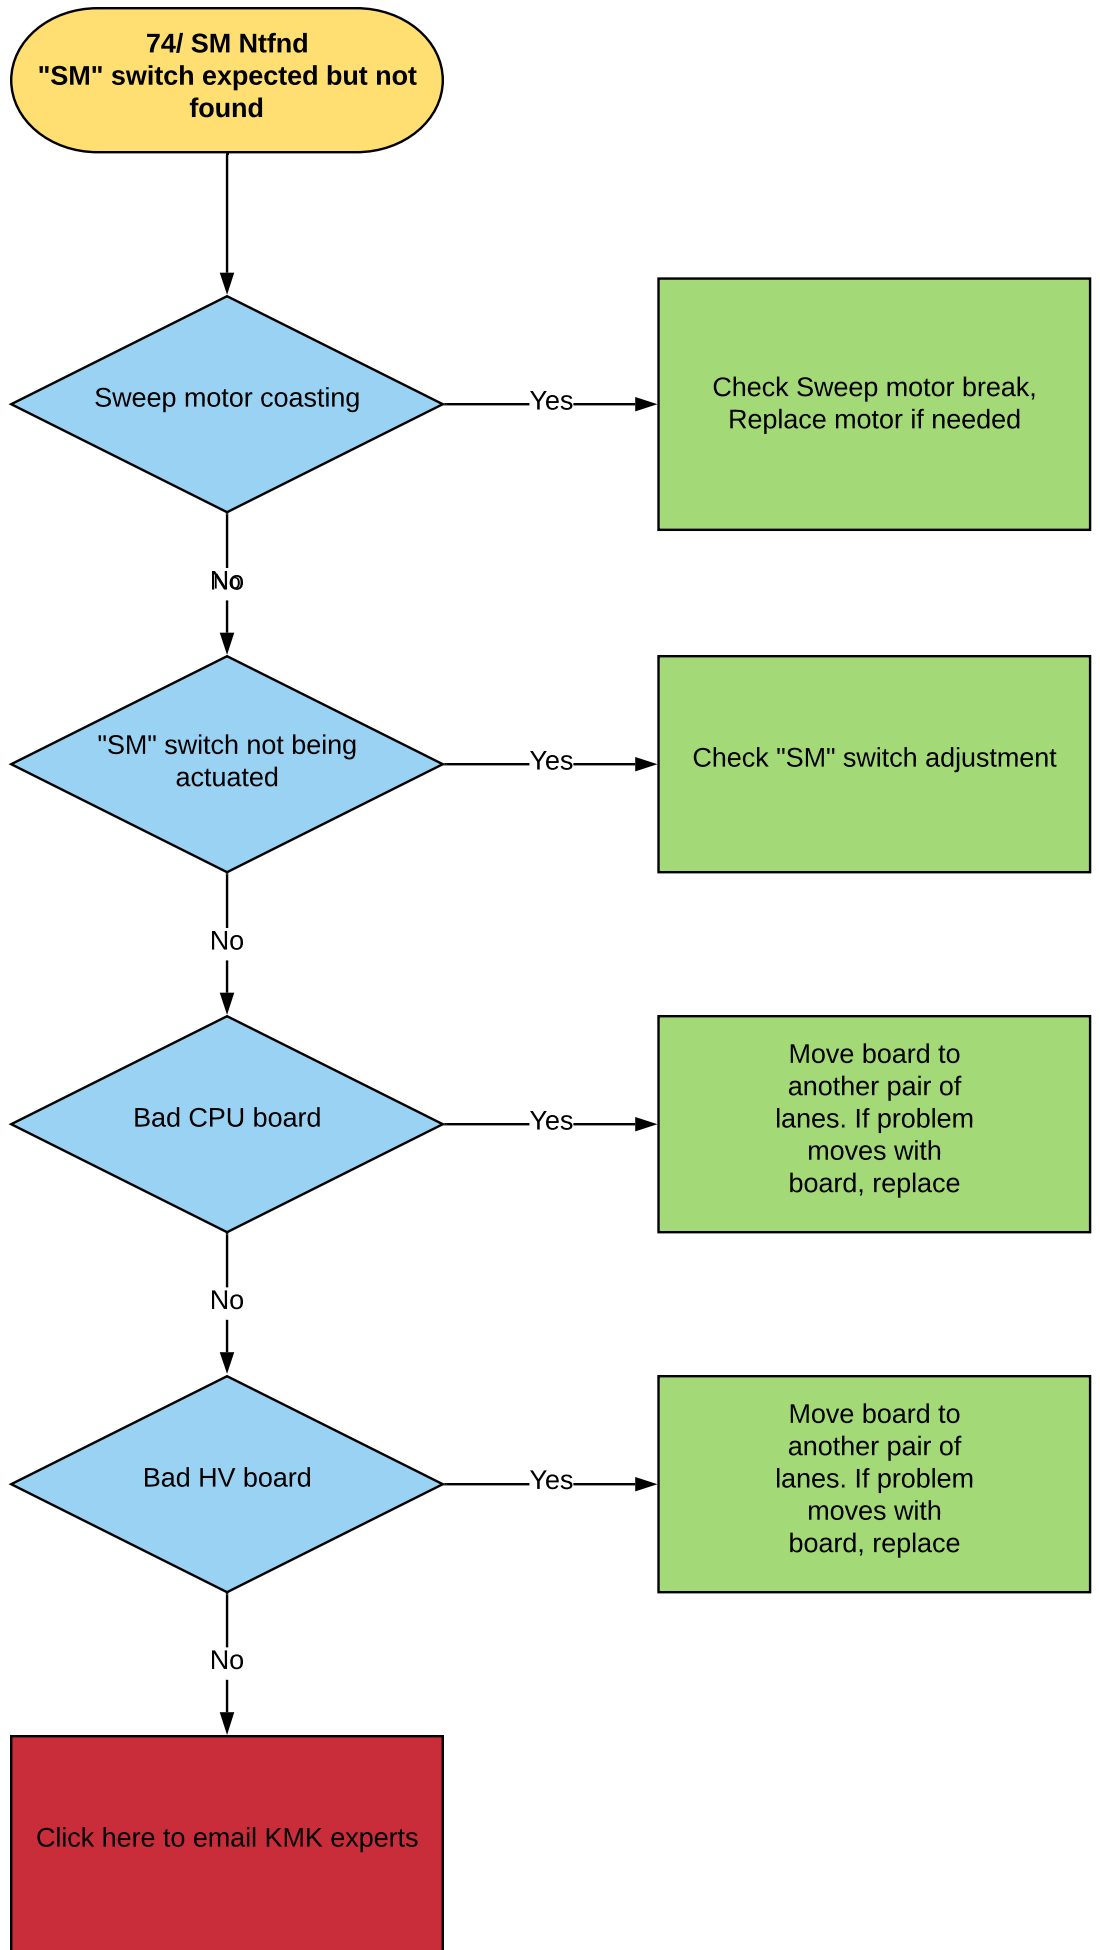 74/ SM Ntfnd
"SM" switch expected but not
found
Sweep motor coasting
Yes
Check Sweep motor break,
Replace motor if needed
No
No
"SM" switch not being
actuated
Yes
Check "SM" switch adjustment
No
Bad CPU board
Yes
Move board to
another pair of
lanes. If problem
moves with
board, replace
No
Bad HV board
Yes
Move board to
another pair of
lanes. If problem
moves with
board, replace
No
Click here to email KMK experts